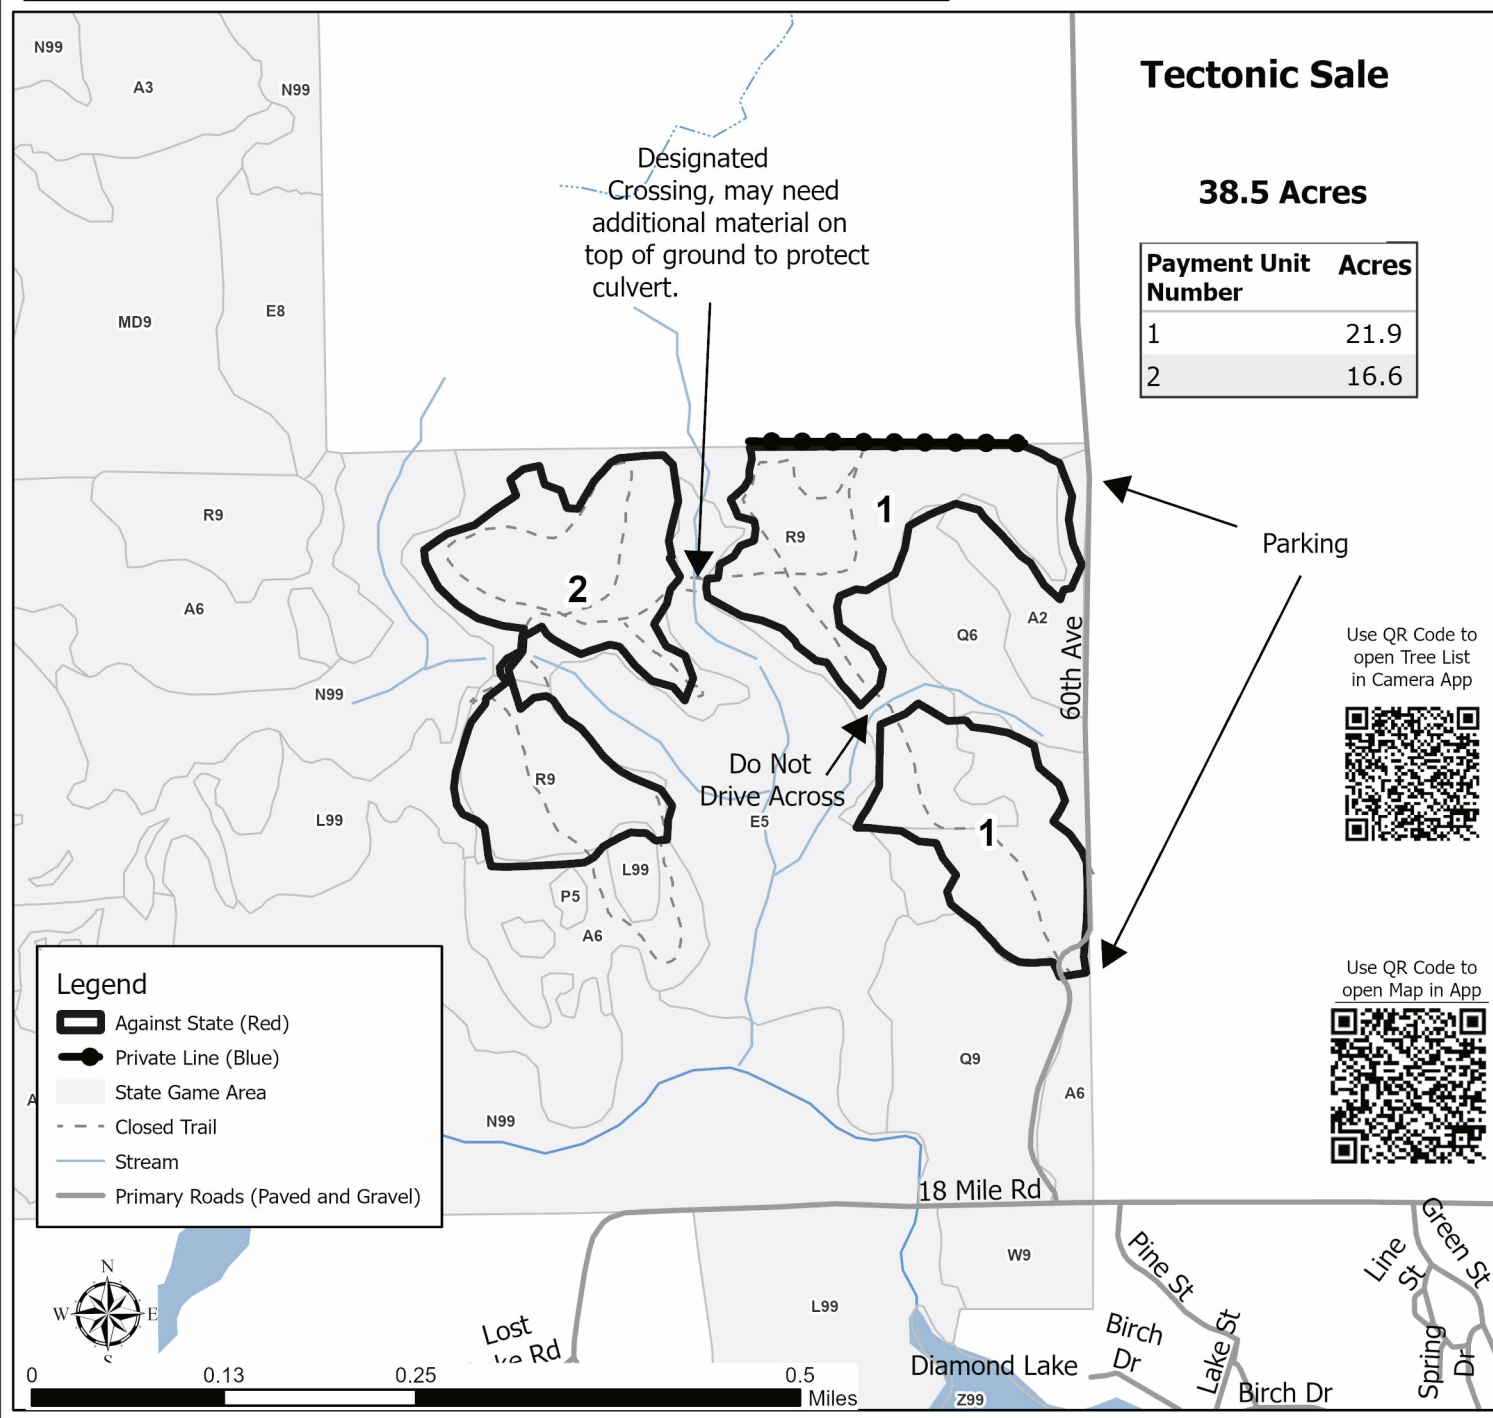 N99
A3
N99
Tectonic Sale
38.5 Acres
Payment Unit Number Acres
1 21.9
2 16.6
Designated
Crossing, may need
additional material on
top of ground to protect
culvert.
MD9
E8
R9
A6
N99
L99
2
R9
1
Parking
Q6
A2
60th Ave
Use QR Code to
open Tree List
in Camera App
R9
Do Not
Drive Across
E5
1
L99
P5
A6
Use QR Code to
open Map in App
Legend
Against State (Red)
Private Line (Blue)
State Game Area
Closed Trail
Stream
Primary Roads (Paved and Gravel)
A
N99
Q9
A6
18 Mile Rd
W9
L99
N
W E
S
Lost
Rd
Diamond Lake
Z99
Pine St
Birch
Dr
Lake St
Birch Dr
Line
St
Green St
Spring
Dr
0 0.13 0.25 0.5
Miles